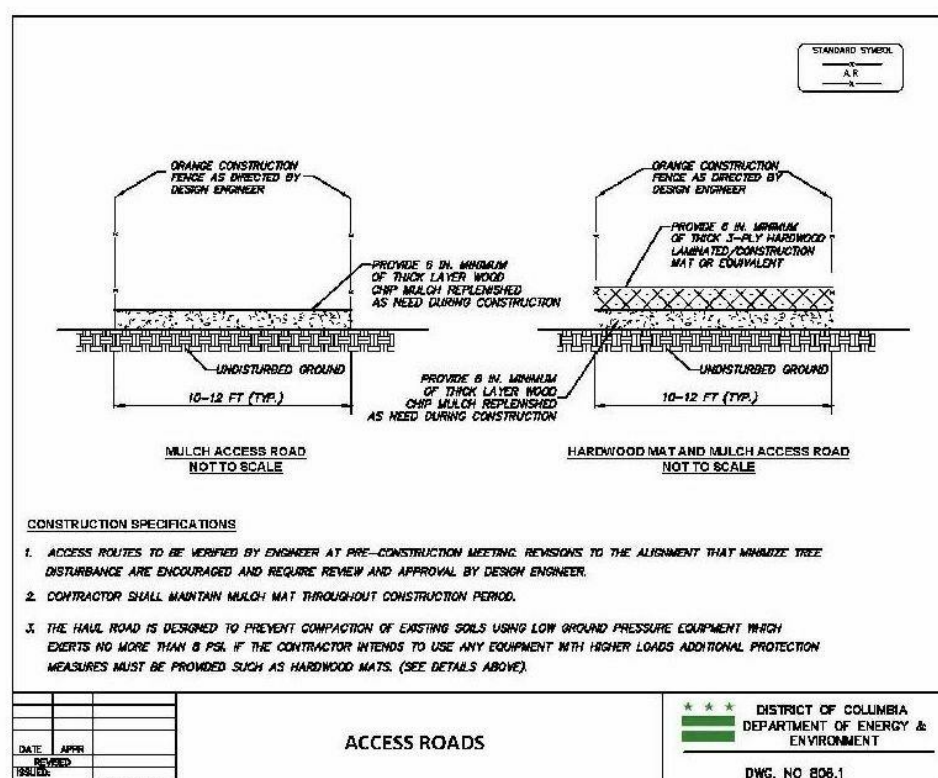 STANDARD SYMBOL
A R
ORANGE CONSTRUCTION
FENCE AS DIRECTED BY
DESIGN ENGINEER
PROVIDE 6 IN. MINIMUM
OF THICK LAYER WOOD
CHIP MULCH REPLENISHED
AS NEED DURING CONSTRUCTION
UNDISTURBED GROUND
10-12 FT (TYP.)
MULCH ACCESS ROAD
NOT TO SCALE
ORANGE CONSTRUCTION
FENCE AS DIRECTED BY
DESIGN ENGINEER
PROVIDE 6 IN. MINIMUM
OF THICK 3-PLY HARDWOOD
LAMINATED/CONSTRUCTION
MAT OR EQUIVALENT
UNDISTURBED GROUND
PROVIDE 6 IN. MINIMUM
OF THICK LAYER WOOD
CHIP MULCH REPLENISHED
AS NEED DURING CONSTRUCTION
10-12 FT (TYP.)
HARDWOOD MAT AND MULCH ACCESS ROAD
NOT TO SCALE
CONSTRUCTION SPECIFICATIONS
1. ACCESS ROUTES TO BE VERIFIED BY ENGINEER AT PRE-CONSTRUCTION MEETING. REVISIONS TO THE ALIGNMENT THAT MINIMIZE TREE
DISTURBANCE ARE ENCOURAGED AND REQUIRE REVIEW AND APPROVAL BY DESIGN ENGINEER.
2. CONTRACTOR SHALL MAINTAIN MULCH MAT THROUGHOUT CONSTRUCTION PERIOD.
3. THE HAUL ROAD IS DESIGNED TO PREVENT COMPACTION OF EXISTING SOILS USING LOW GROUND PRESSURE EQUIPMENT WHICH
EXERTS NO MORE THAN 8 PSI. IF THE CONTRACTOR INTENDS TO USE ANY EQUIPMENT WITH HIGHER LOADS ADDITIONAL PROTECTION
MEASURES MUST BE PROVIDED SUCH AS HARDWOOD MATS. (SEE DETAILS ABOVE).
DATE APPR
REVISED
ISSUED:
ACCESS ROADS
DISTRICT OF COLUMBIA
DEPARTMENT OF ENERGY &
ENVIRONMENT
DWG. NO 806.1